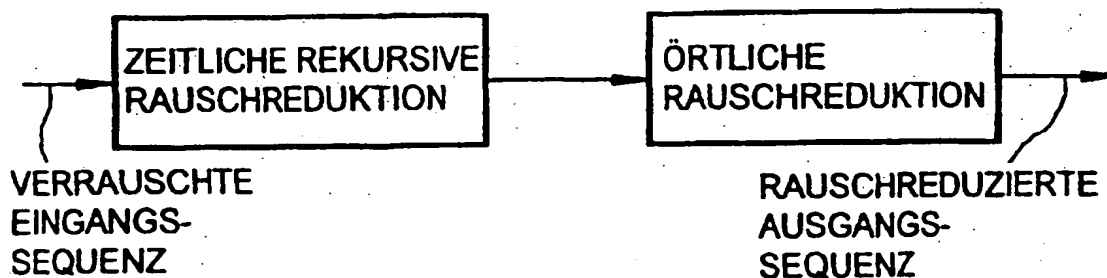 ZEITLICHE REKURSIVE
RAUSCHREDUKTION
ÖRTLICHE
RAUSCHREDUKTION
VERRAUSCHTE
EINGANGS-
SEQUENZ
RAUSCHREDUZIERTE
AUSGANGS-
SEQUENZ